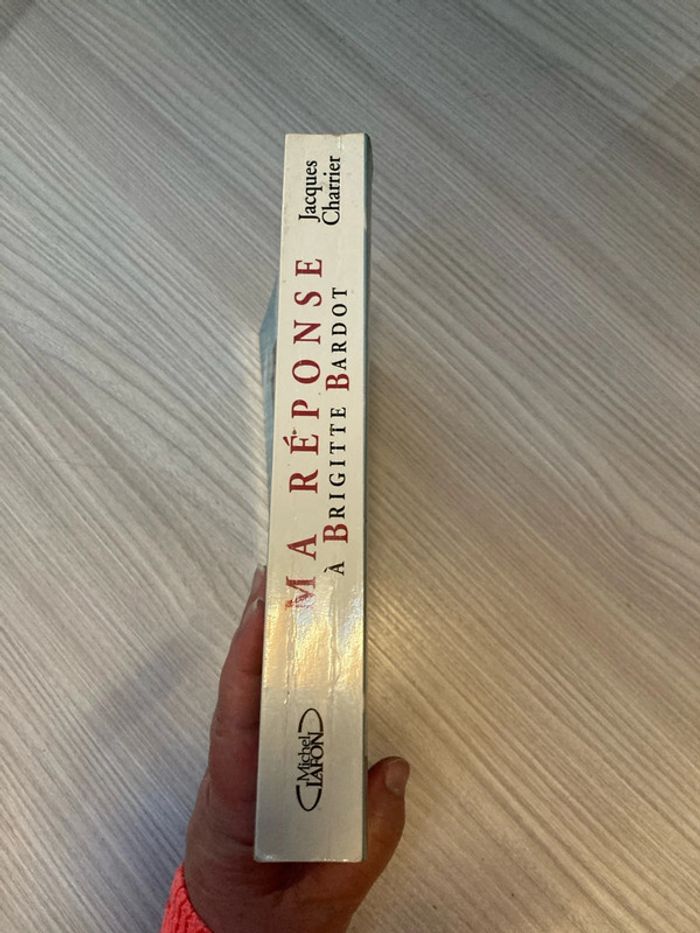 Jacques
Charrier
MA RÉPONSE
À BRIGITTE BARDOT
Michel
LAFON